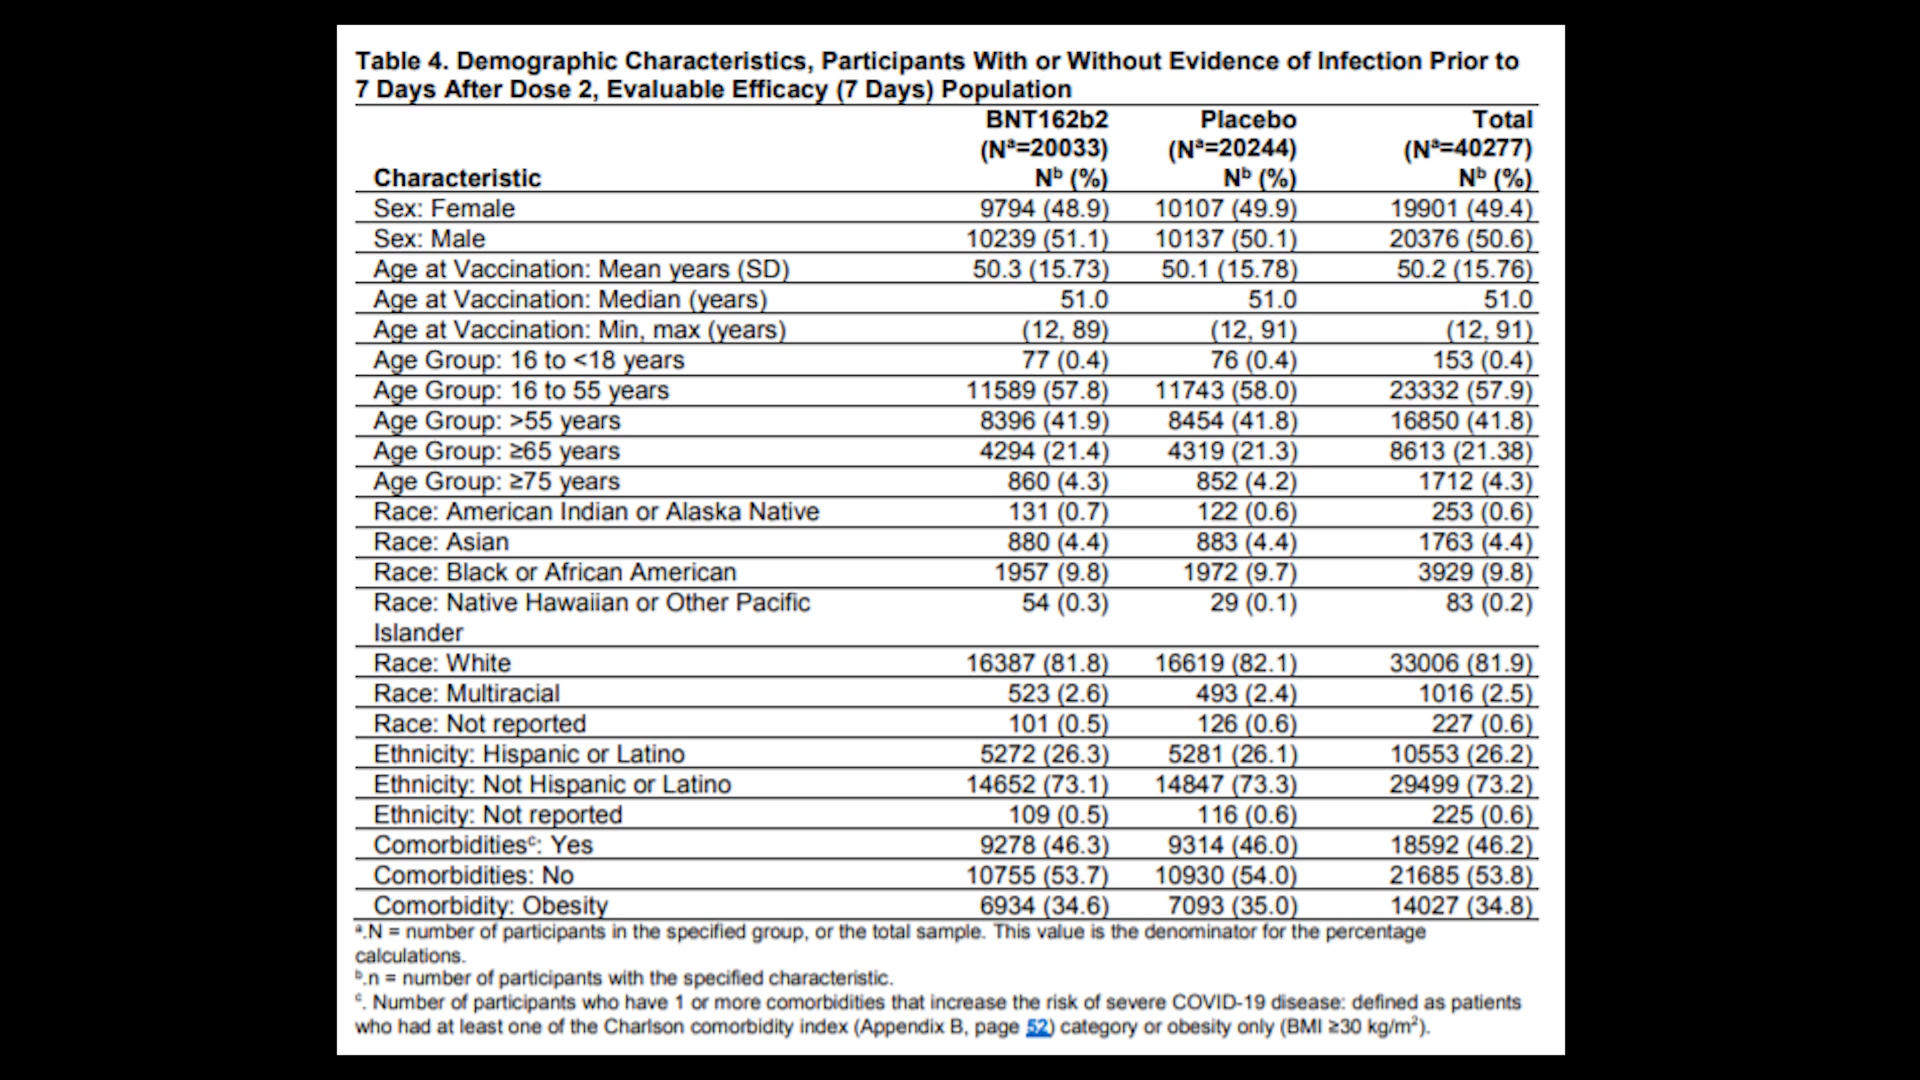 Table 4. Demographic Characteristics, Participants With or Without Evidence of Infection Prior to
7 Days After Dose 2, Evaluable Efficacy (7 Days) Population
BNT162b2 Placebo Total
(Nᵃ=20033) (Nᵃ=20244) (Nᵃ=40277)
Characteristic Nᵇ (%) Nᵇ (%) Nᵇ (%)
Sex: Female 9794 (48.9) 10107 (49.9) 19901 (49.4)
Sex: Male 10239 (51.1) 10137 (50.1) 20376 (50.6)
Age at Vaccination: Mean years (SD) 50.3 (15.73) 50.1 (15.78) 50.2 (15.76)
Age at Vaccination: Median (years) 51.0 51.0 51.0
Age at Vaccination: Min, max (years) (12, 89) (12, 91) (12, 91)
Age Group: 16 to <18 years 77 (0.4) 76 (0.4) 153 (0.4)
Age Group: 16 to 55 years 11589 (57.8) 11743 (58.0) 23332 (57.9)
Age Group: >55 years 8396 (41.9) 8454 (41.8) 16850 (41.8)
Age Group: ≥65 years 4294 (21.4) 4319 (21.3) 8613 (21.38)
Age Group: ≥75 years 860 (4.3) 852 (4.2) 1712 (4.3)
Race: American Indian or Alaska Native 131 (0.7) 122 (0.6) 253 (0.6)
Race: Asian 880 (4.4) 883 (4.4) 1763 (4.4)
Race: Black or African American 1957 (9.8) 1972 (9.7) 3929 (9.8)
Race: Native Hawaiian or Other Pacific 54 (0.3) 29 (0.1) 83 (0.2)
Islander
Race: White 16387 (81.8) 16619 (82.1) 33006 (81.9)
Race: Multiracial 523 (2.6) 493 (2.4) 1016 (2.5)
Race: Not reported 101 (0.5) 126 (0.6) 227 (0.6)
Ethnicity: Hispanic or Latino 5272 (26.3) 5281 (26.1) 10553 (26.2)
Ethnicity: Not Hispanic or Latino 14652 (73.1) 14847 (73.3) 29499 (73.2)
Ethnicity: Not reported 109 (0.5) 116 (0.6) 225 (0.6)
Comorbiditiesᶜ: Yes 9278 (46.3) 9314 (46.0) 18592 (46.2)
Comorbidities: No 10755 (53.7) 10930 (54.0) 21685 (53.8)
Comorbidity: Obesity 6934 (34.6) 7093 (35.0) 14027 (34.8)
ᵃ.N = number of participants in the specified group, or the total sample. This value is the denominator for the percentage
calculations.
ᵇ.n = number of participants with the specified characteristic.
ᶜ. Number of participants who have 1 or more comorbidities that increase the risk of severe COVID-19 disease: defined as patients
who had at least one of the Charlson comorbidity index (Appendix B, page 52) category or obesity only (BMI ≥30 kg/m²).